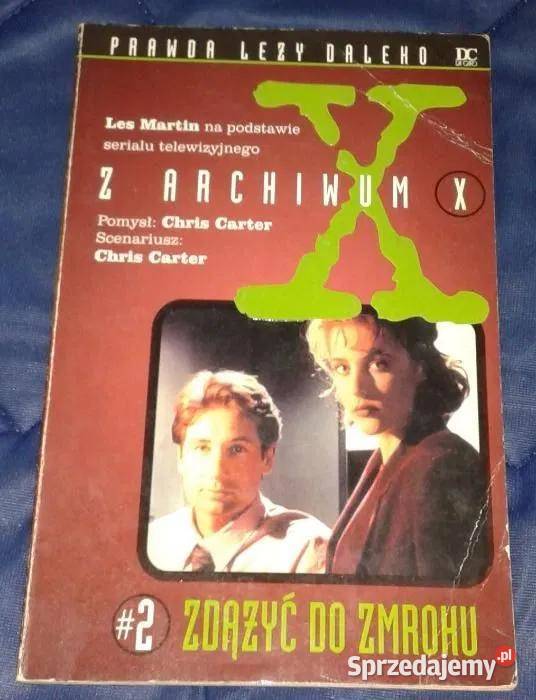 PRAWDA LEŻY DALEKO
DC
X
Les Martin na podstawie
serialu telewizyjnego
Z ARCHIWUM X
Pomysł: Chris Carter
Scenariusz:
Chris Carter
#2 ZDĄŻYĆ DO ZMROKU
Sprzedajemy.pl